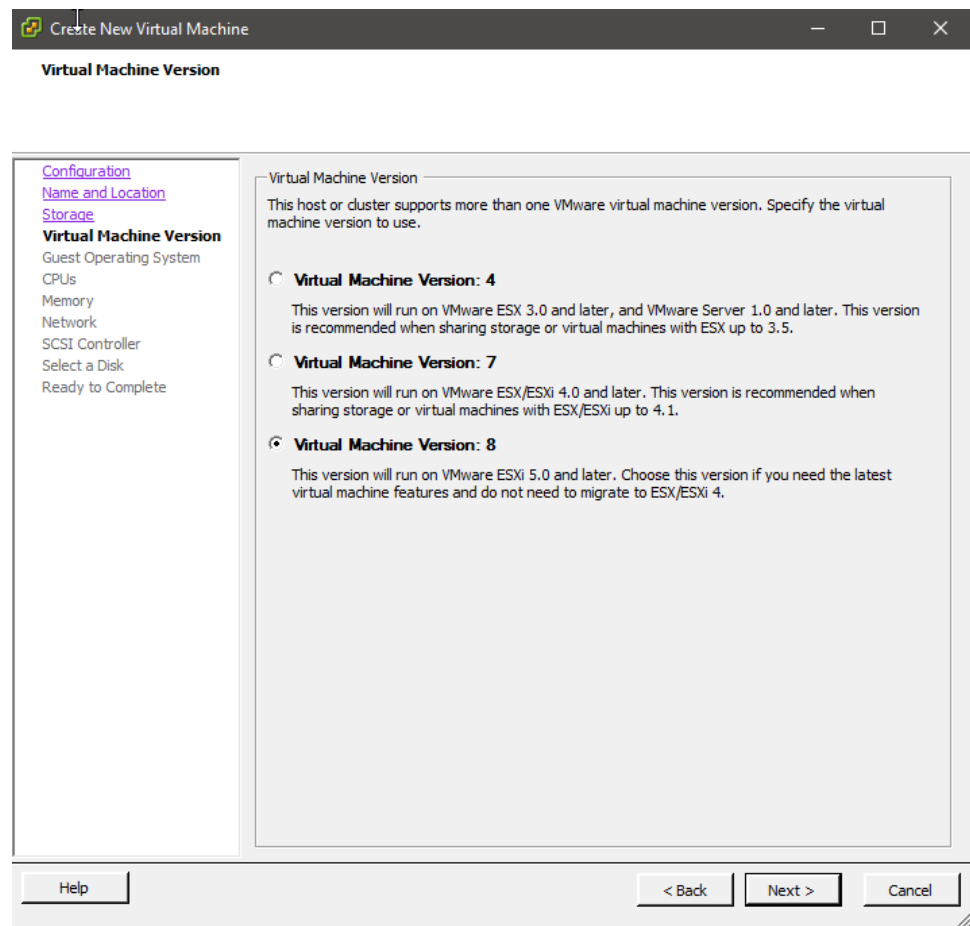 Create New Virtual Machine
Virtual Machine Version
Configuration
Name and Location
Storage
Virtual Machine Version
Guest Operating System
CPUs
Memory
Network
SCSI Controller
Select a Disk
Ready to Complete
Virtual Machine Version
This host or cluster supports more than one VMware virtual machine version. Specify the virtual
machine version to use.
Virtual Machine Version: 4
This version will run on VMware ESX 3.0 and later, and VMware Server 1.0 and later. This version
is recommended when sharing storage or virtual machines with ESX up to 3.5.
Virtual Machine Version: 7
This version will run on VMware ESX/ESXi 4.0 and later. This version is recommended when
sharing storage or virtual machines with ESX/ESXi up to 4.1.
Virtual Machine Version: 8
This version will run on VMware ESXi 5.0 and later. Choose this version if you need the latest
virtual machine features and do not need to migrate to ESX/ESXi 4.
Help
< Back
Next >
Cancel